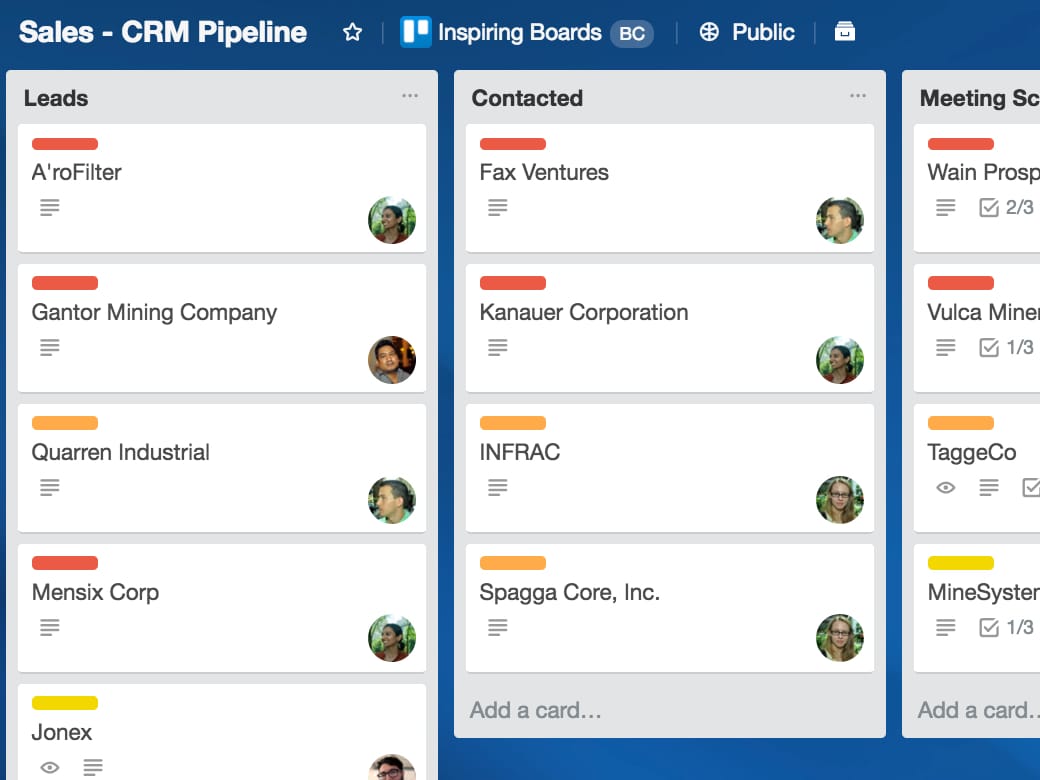 Sales - CRM Pipeline
Inspiring Boards BC
Public
Leads
A'roFilter
Gantor Mining Company
Quarren Industrial
Mensix Corp
Jonex
Contacted
Fax Ventures
Kanauer Corporation
INFRAC
Spagga Core, Inc.
Add a card…
Meeting Sc
Wain Prosp
2/3
Vulca Miner
1/3
TaggeCo
MineSyster
1/3
Add a card…